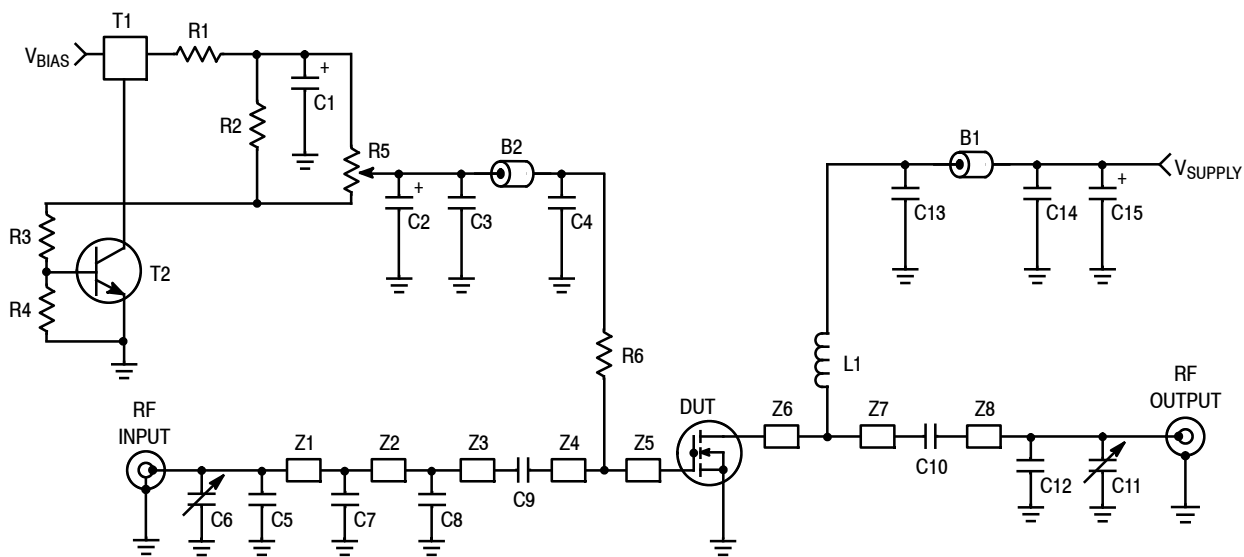 T1
R1
VBIAS
C1
+
R2
R5
B2
B1
+
C2
C3
C4
C13
C14
+
C15
VSUPPLY
R3
T2
R4
R6
L1
RF
INPUT
Z1
Z2
Z3
Z4
Z5
DUT
Z6
Z7
Z8
RF
OUTPUT
C9
C10
C6
C5
C7
C8
C12
C11